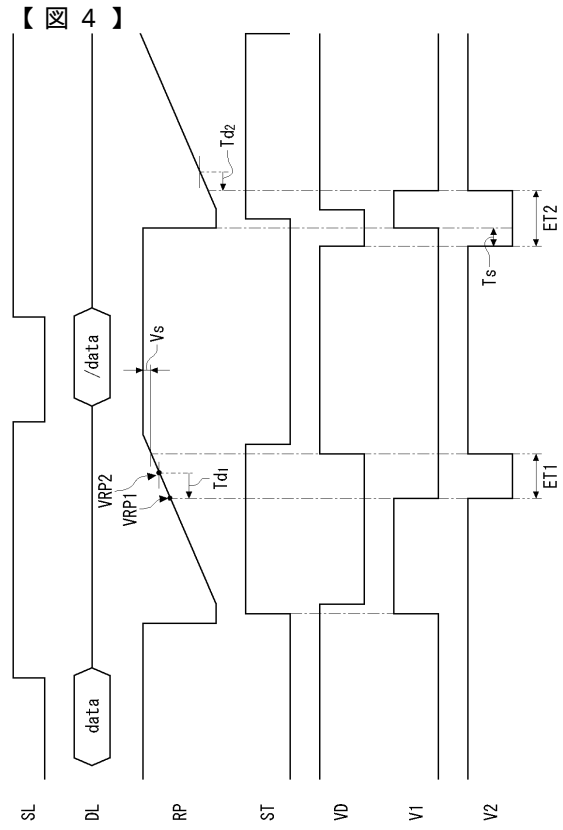 【図４】
SL
DL
data
/data
RP
VRP1
VRP2
Td1
Vs
Td2
ST
VD
V1
Ts
V2
ET1
ET2